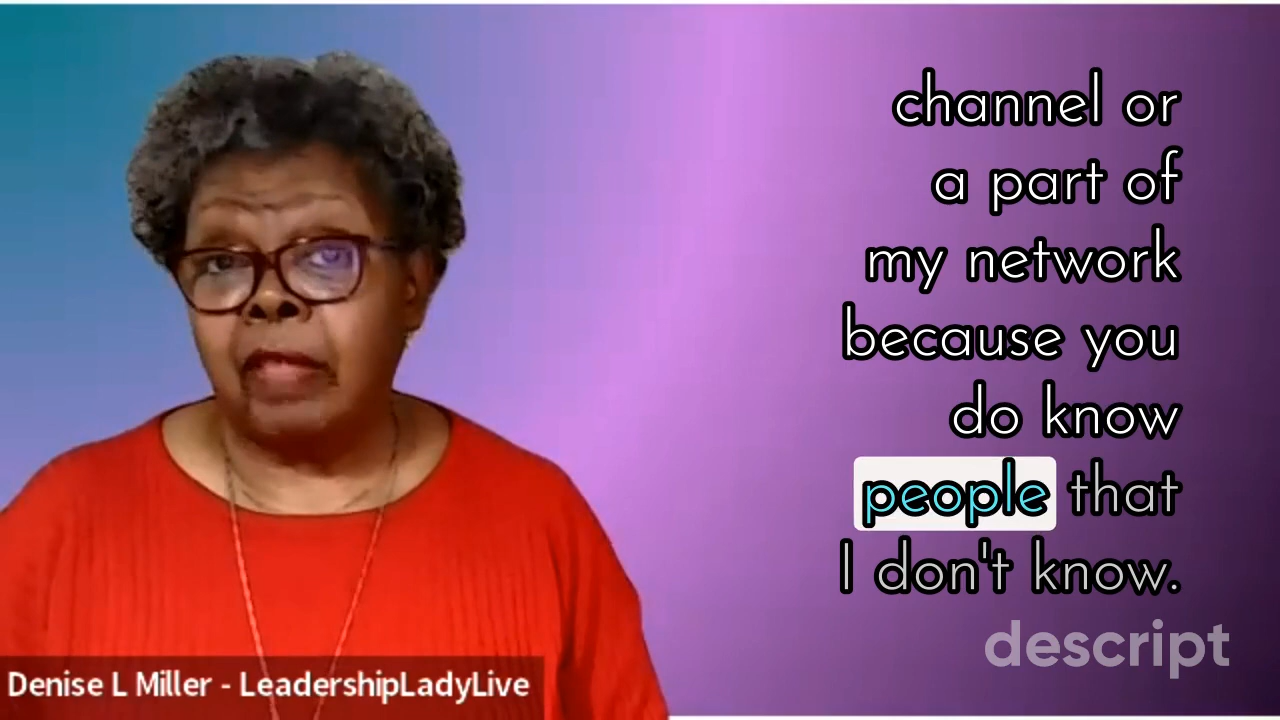 channel or
a part of
my network
because you
do know
people that
I don't know.
descript
Denise L Miller - LeadershipLadyLive